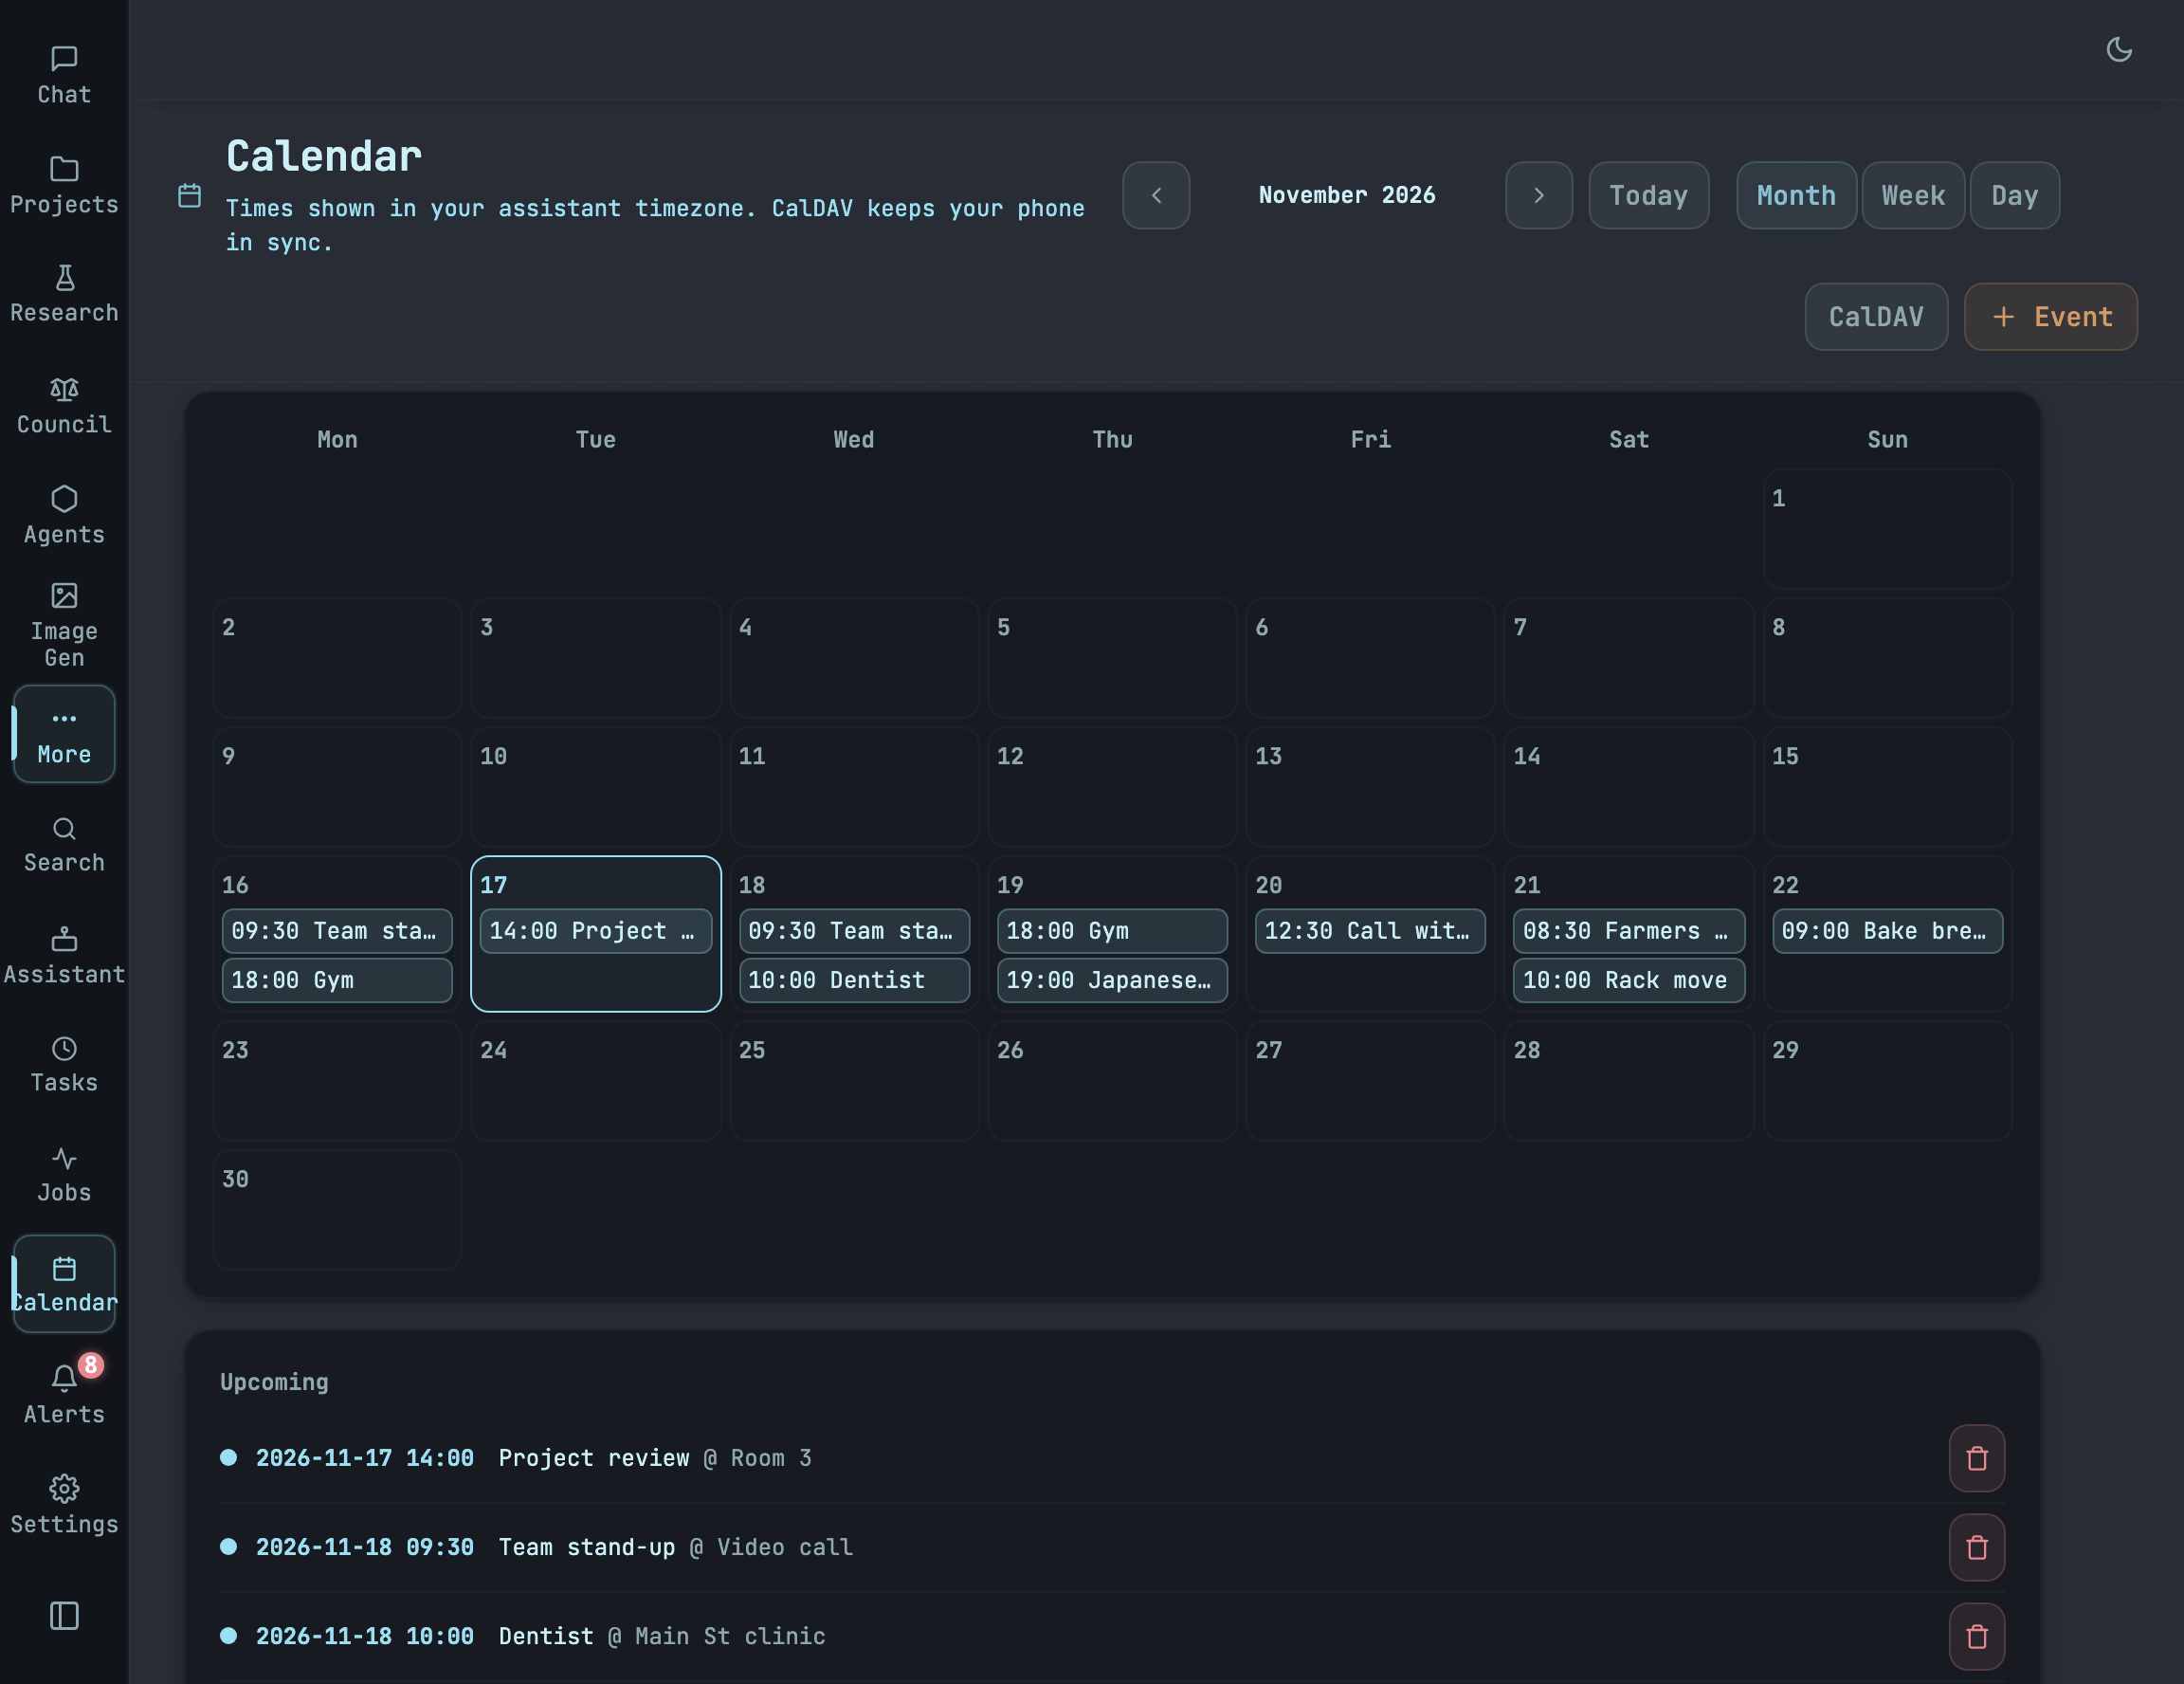 Chat
Projects
Research
Council
Agents
Image
Gen
More
Search
Assistant
Tasks
Jobs
Calendar
8
Alerts
Settings
Calendar
Times shown in your assistant timezone. CalDAV keeps your phone
in sync.
November 2026
Today
Month
Week
Day
CalDAV
+ Event
Mon Tue Wed Thu Fri Sat Sun
1
2 3 4 5 6 7 8
9 10 11 12 13 14 15
16 17 18 19 20 21 22
09:30 Team sta… 14:00 Project … 09:30 Team sta… 18:00 Gym 12:30 Call wit… 08:30 Farmers … 09:00 Bake bre…
18:00 Gym 10:00 Dentist 19:00 Japanese… 10:00 Rack move
23 24 25 26 27 28 29
30
Upcoming
2026-11-17 14:00 Project review @ Room 3
2026-11-18 09:30 Team stand-up @ Video call
2026-11-18 10:00 Dentist @ Main St clinic